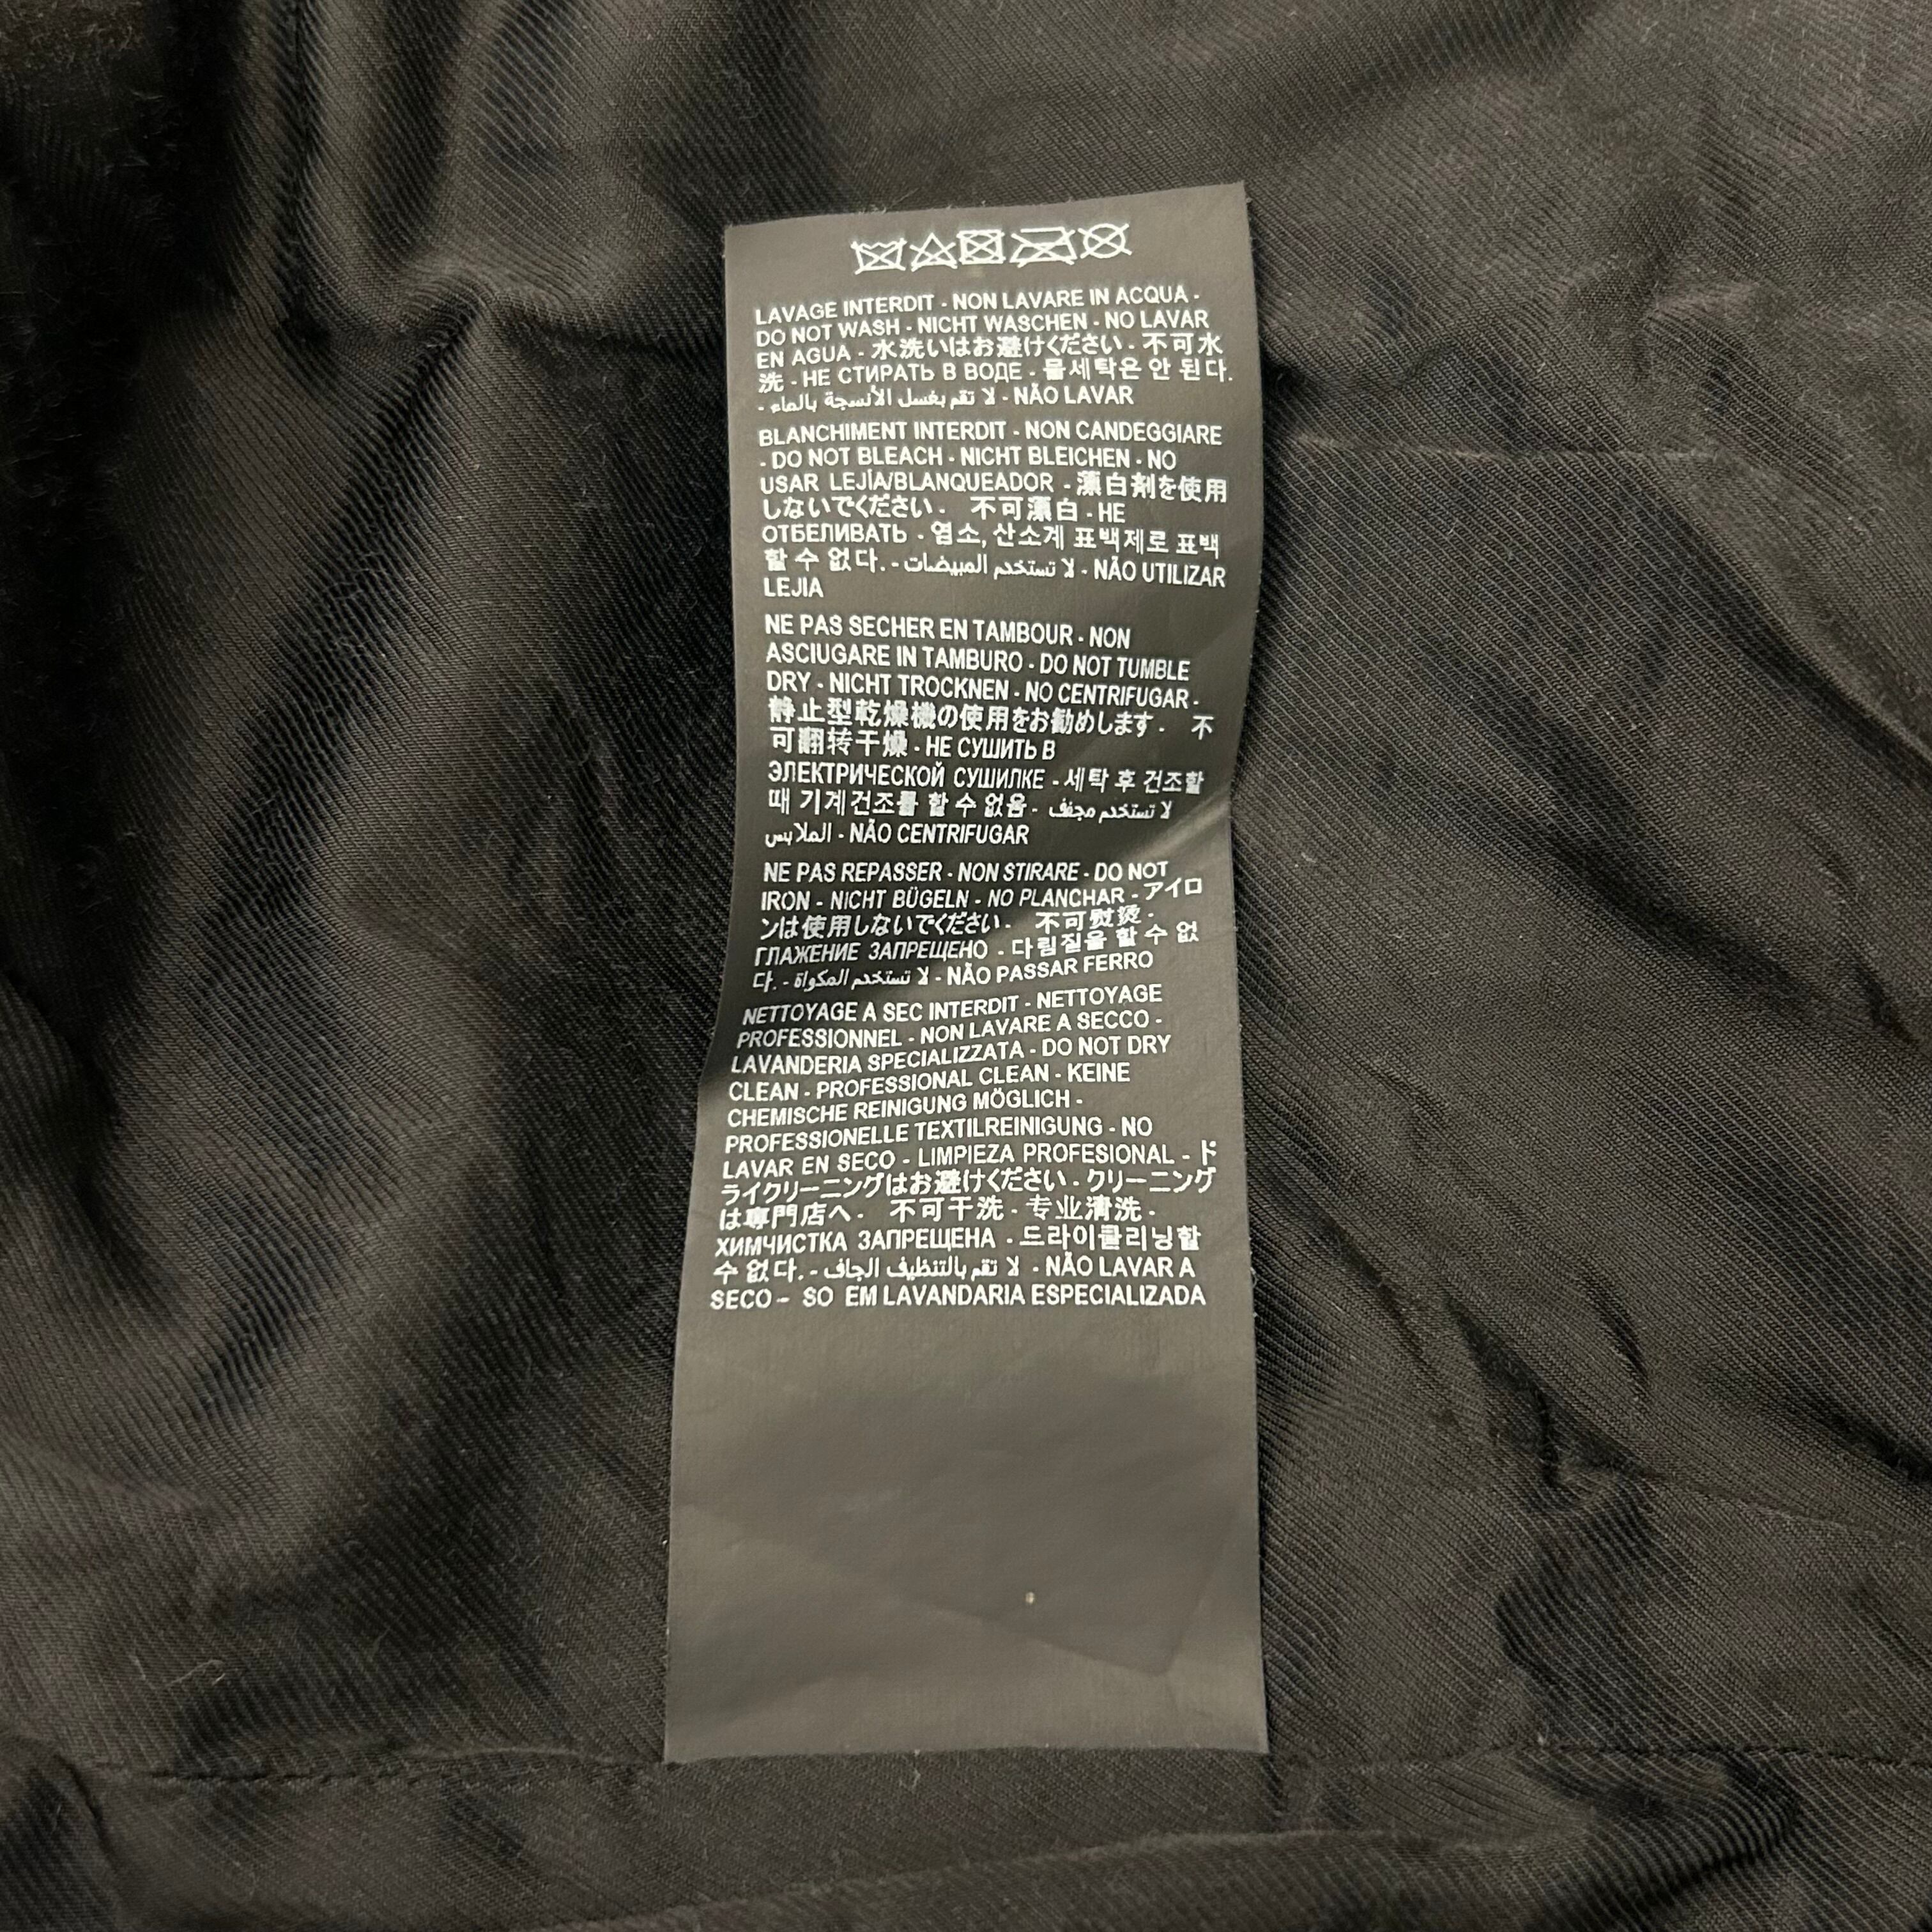 LAVAGE INTERDIT - NON LAVARE IN ACQUA -
DO NOT WASH - NICHT WASCHEN - NO LAVAR
EN AGUA - 水洗いはお避けください - 不可水
洗 - НЕ СТИРАТЬ В ВОДЕ - 물세탁은 안 된다.
- لا تقم بغسل الأنسجة بالماء - NÃO LAVAR
BLANCHIMENT INTERDIT - NON CANDEGGIARE
- DO NOT BLEACH - NICHT BLEICHEN - NO
USAR LEJÍA/BLANQUEADOR - 漂白剤を使用
しないでください - 不可漂白 - НЕ
ОТБЕЛИВАТЬ - 염소, 산소계 표백제로 표백
할 수 없다. - لا تستخدم المبيضات - NÃO UTILIZAR
LEJIA
NE PAS SECHER EN TAMBOUR - NON
ASCIUGARE IN TAMBURO - DO NOT TUMBLE
DRY - NICHT TROCKNEN - NO CENTRIFUGAR -
静止型乾燥機の使用をお勧めします - 不
可翻转干燥 - НЕ СУШИТЬ В
ЭЛЕКТРИЧЕСКОЙ СУШИЛКЕ - 세탁 후 건조할
때 기계건조를 할 수 없음 - لا تستخدم مجفف
الملابس - NÃO CENTRIFUGAR
NE PAS REPASSER - NON STIRARE - DO NOT
IRON - NICHT BÜGELN - NO PLANCHAR - アイロ
ンは使用しないでください - 不可熨烫 -
ГЛАЖЕНИЕ ЗАПРЕЩЕНО - 다림질을 할 수 없
다. - لا تستخدم المكواة - NÃO PASSAR FERRO
NETTOYAGE A SEC INTERDIT - NETTOYAGE
PROFESSIONNEL - NON LAVARE A SECCO -
LAVANDERIA SPECIALIZZATA - DO NOT DRY
CLEAN - PROFESSIONAL CLEAN - KEINE
CHEMISCHE REINIGUNG MÖGLICH -
PROFESSIONELLE TEXTILREINIGUNG - NO
LAVAR EN SECO - LIMPIEZA PROFESIONAL - ド
ライクリーニングはお避けください - クリーニング
は専門店へ - 不可干洗 - 专业清洗 -
ХИМЧИСТКА ЗАПРЕЩЕНА - 드라이클리닝할
수 없다. - لا تقم بالتنظيف الجاف - NÃO LAVAR A
SECO - SO EM LAVANDARIA ESPECIALIZADA